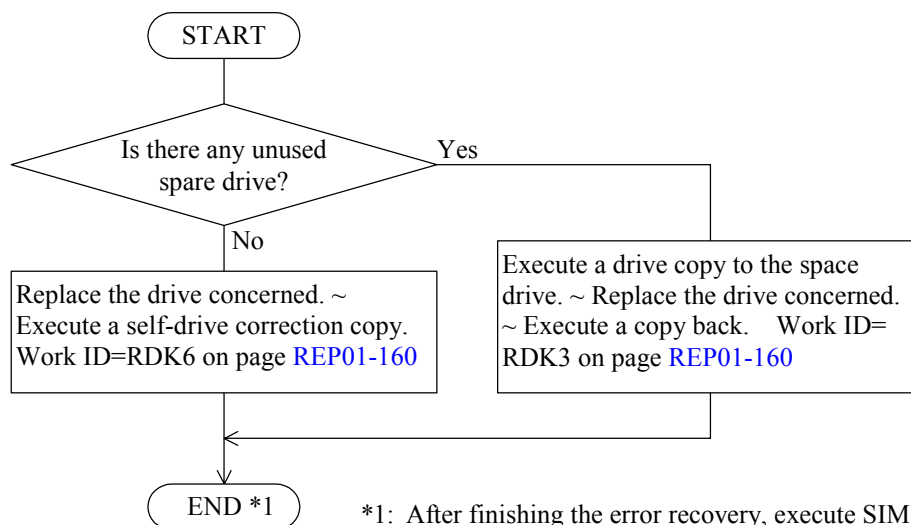 START
Is there any unused
spare drive?
Yes
No
Replace the drive concerned. ~
Execute a self-drive correction copy.
Work ID=RDK6 on page REP01-160
Execute a drive copy to the space
drive. ~ Replace the drive concerned.
~ Execute a copy back. Work ID=
RDK3 on page REP01-160
END *1
*1: After finishing the error recovery, execute SIM